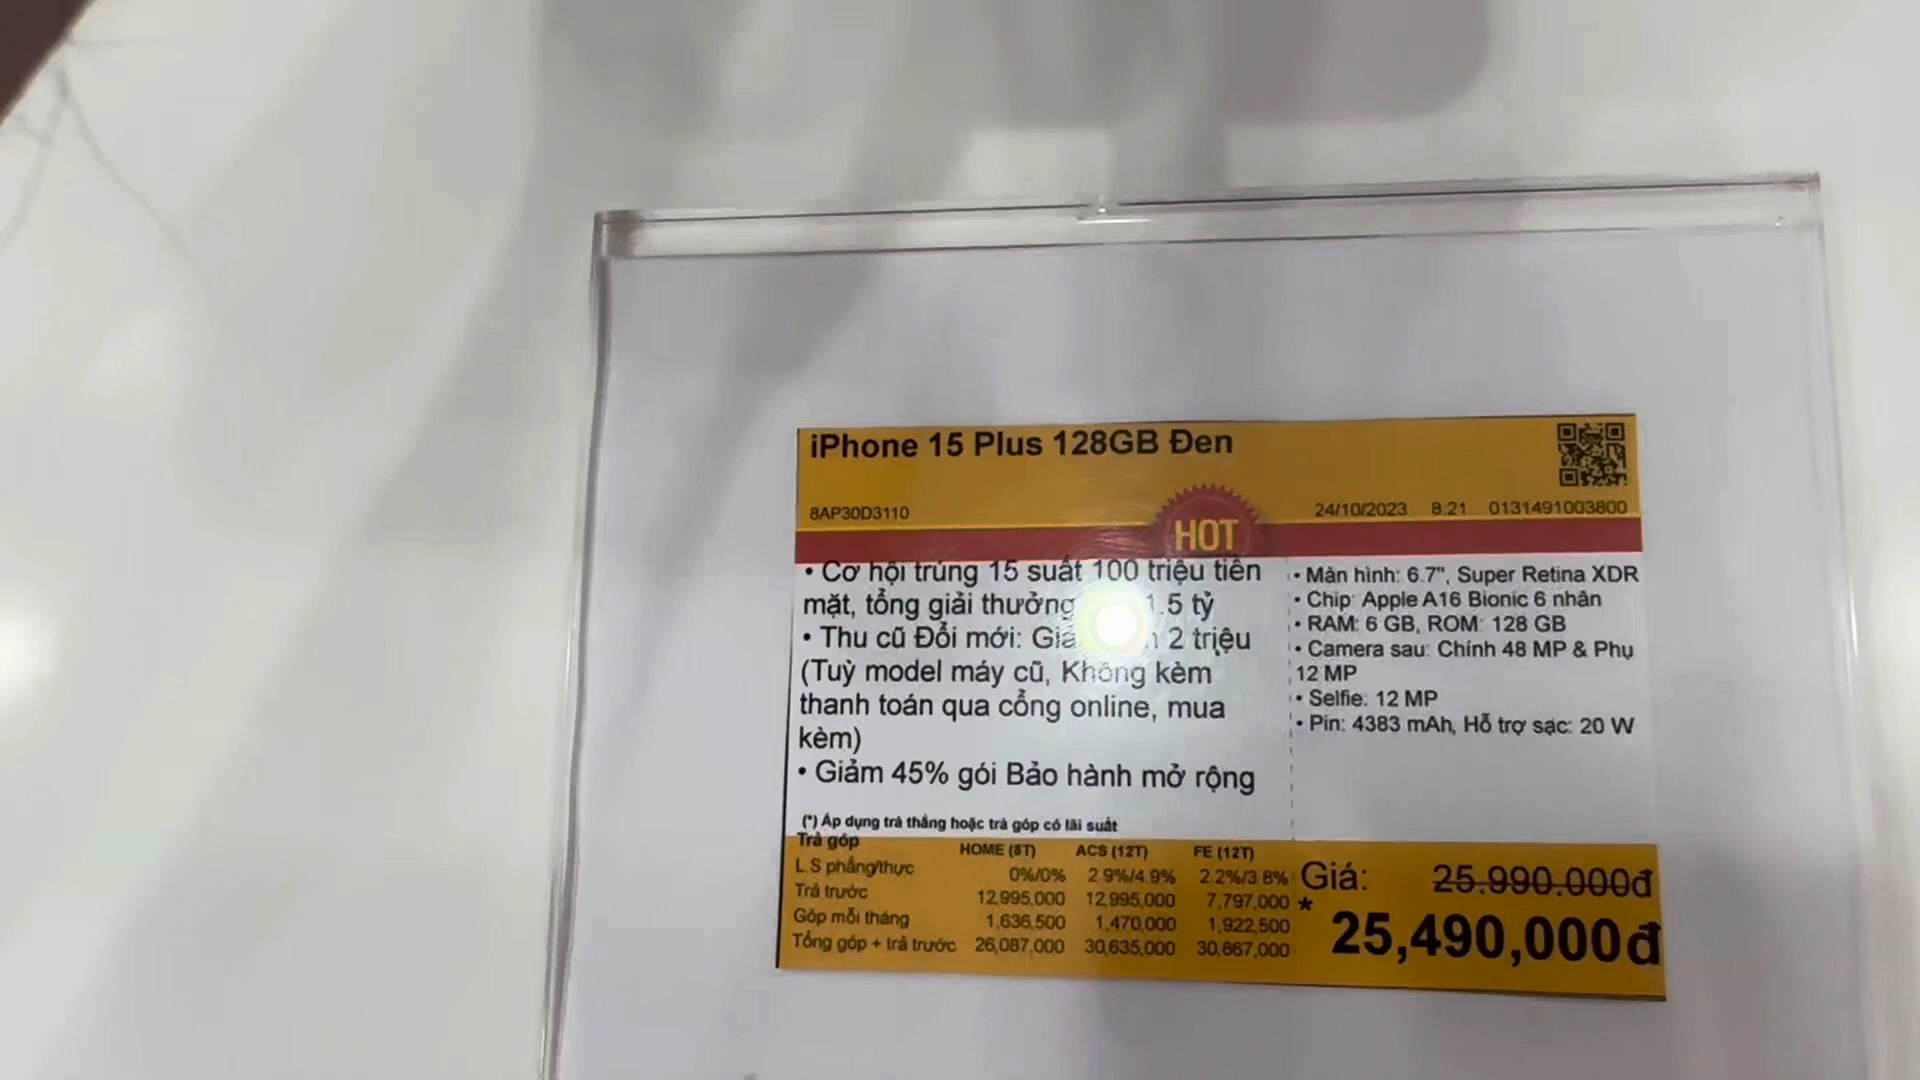 iPhone 15 Plus 128GB Đen
8AP30D3110
24/10/2023 8:21 0131491003800
HOT
• Cơ hội trúng 15 suất 100 triệu tiền
mặt, tổng giải thưởng 1.5 tỷ
• Thu cũ Đổi mới: 2 triệu
(Tuỳ model máy cũ, Không kèm
thanh toán qua cổng online, mua
kèm)
• Giảm 45% gói Bảo hành mở rộng
(*) Áp dụng trả thẳng hoặc trả góp có lãi suất
• Màn hình: 6.7", Super Retina XDR
• Chip: Apple A16 Bionic 6 nhân
• RAM: 6 GB, ROM: 128 GB
• Camera sau: Chính 48 MP & Phụ
12 MP
• Selfie: 12 MP
• Pin: 4383 mAh, Hỗ trợ sạc: 20 W
Trả góp HOME (8T) ACS (12T) FE (12T)
L.S phẳng/thực 0%/0% 2.9%/4.9% 2.2%/3.8%
Trả trước 12,995,000 12,995,000 7,797,000
Góp mỗi tháng 1,636,500 1,470,000 1,922,500
Tổng góp + trả trước 26,087,000 30,635,000 30,867,000
Giá: 25.990.000đ
* 25,490,000đ